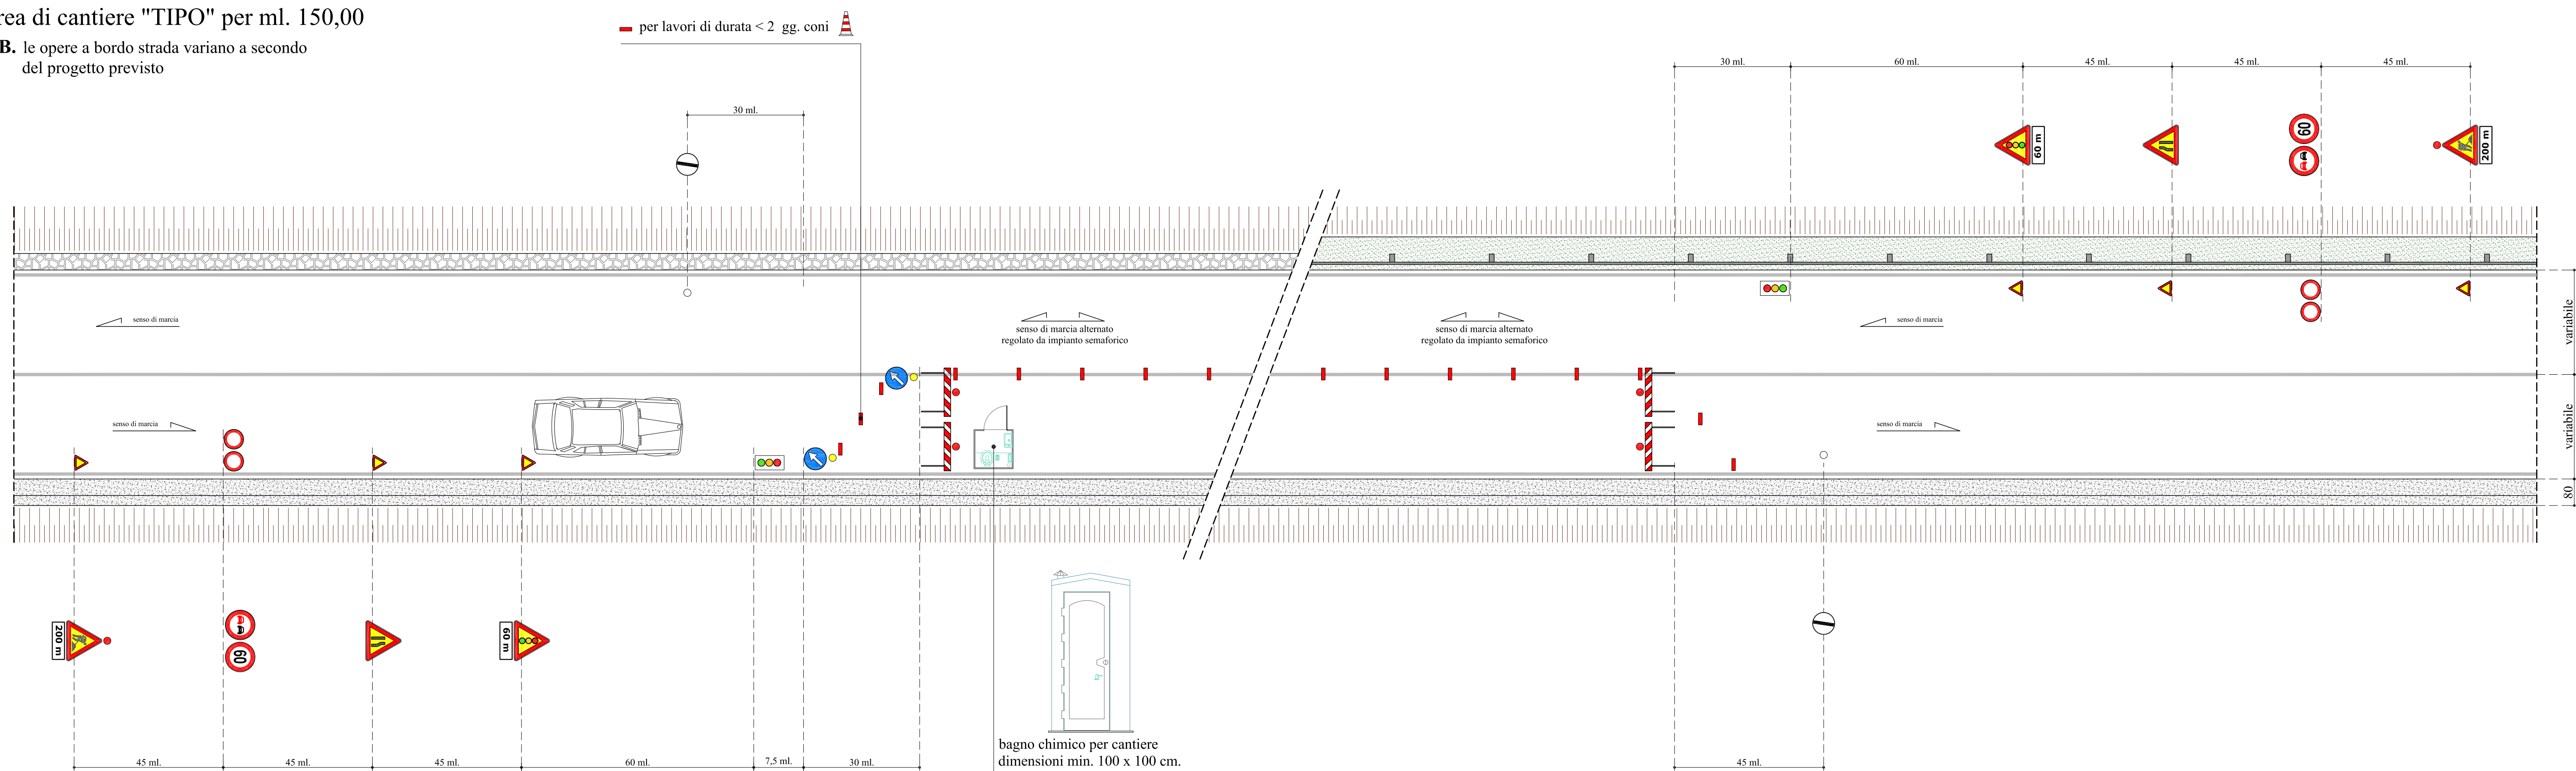 rea di cantiere "TIPO" per ml. 150,00
B. le opere a bordo strada variano a secondo
del progetto previsto
per lavori di durata < 2 gg. coni
30 ml.
60 ml.
45 ml.
45 ml.
45 ml.
30 ml.
60 m
60
200 m
senso di marcia
senso di marcia alternato
regolato da impianto semaforico
senso di marcia alternato
regolato da impianto semaforico
senso di marcia
variabile
senso di marcia
senso di marcia
variabile
80
200 m
60
60 m
bagno chimico per cantiere
dimensioni min. 100 x 100 cm.
45 ml.
45 ml.
45 ml.
60 ml.
7,5 ml.
30 ml.
45 ml.